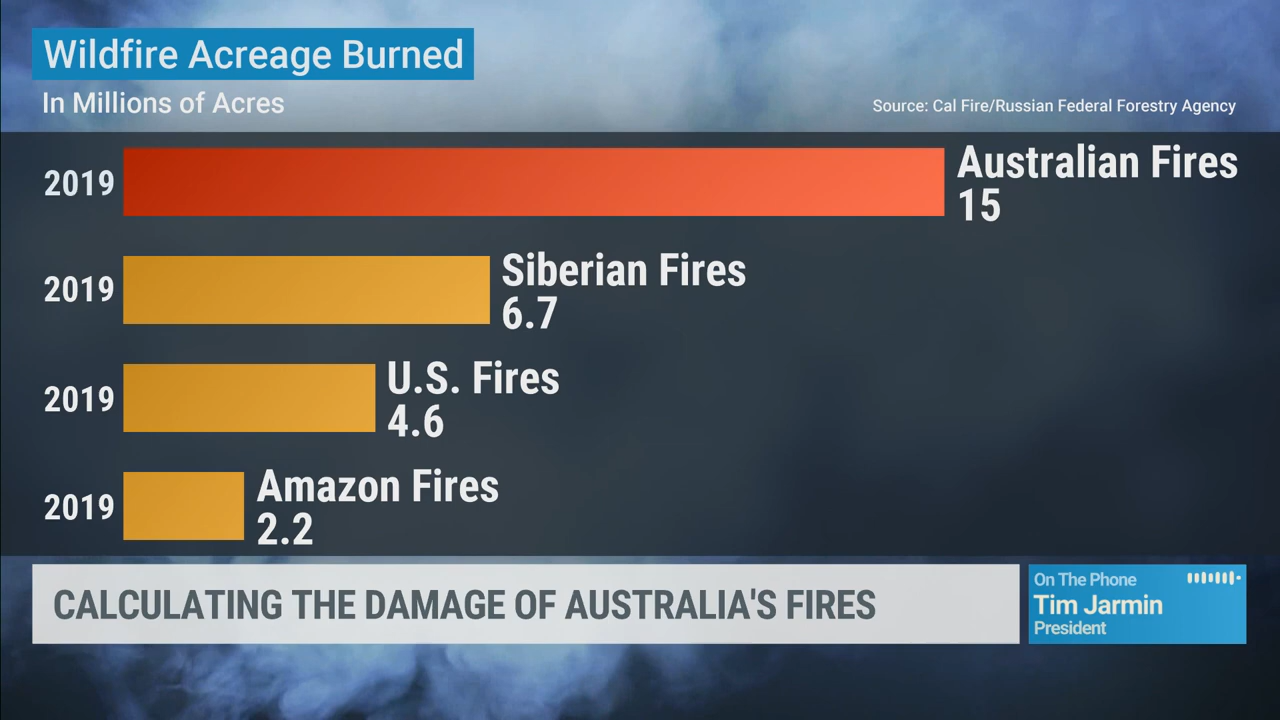 Wildfire Acreage Burned
In Millions of Acres
Source: Cal Fire/Russian Federal Forestry Agency
2019
Australian Fires
15
2019
Siberian Fires
6.7
2019
U.S. Fires
4.6
2019
Amazon Fires
2.2
CALCULATING THE DAMAGE OF AUSTRALIA'S FIRES
On The Phone
Tim Jarmin
President